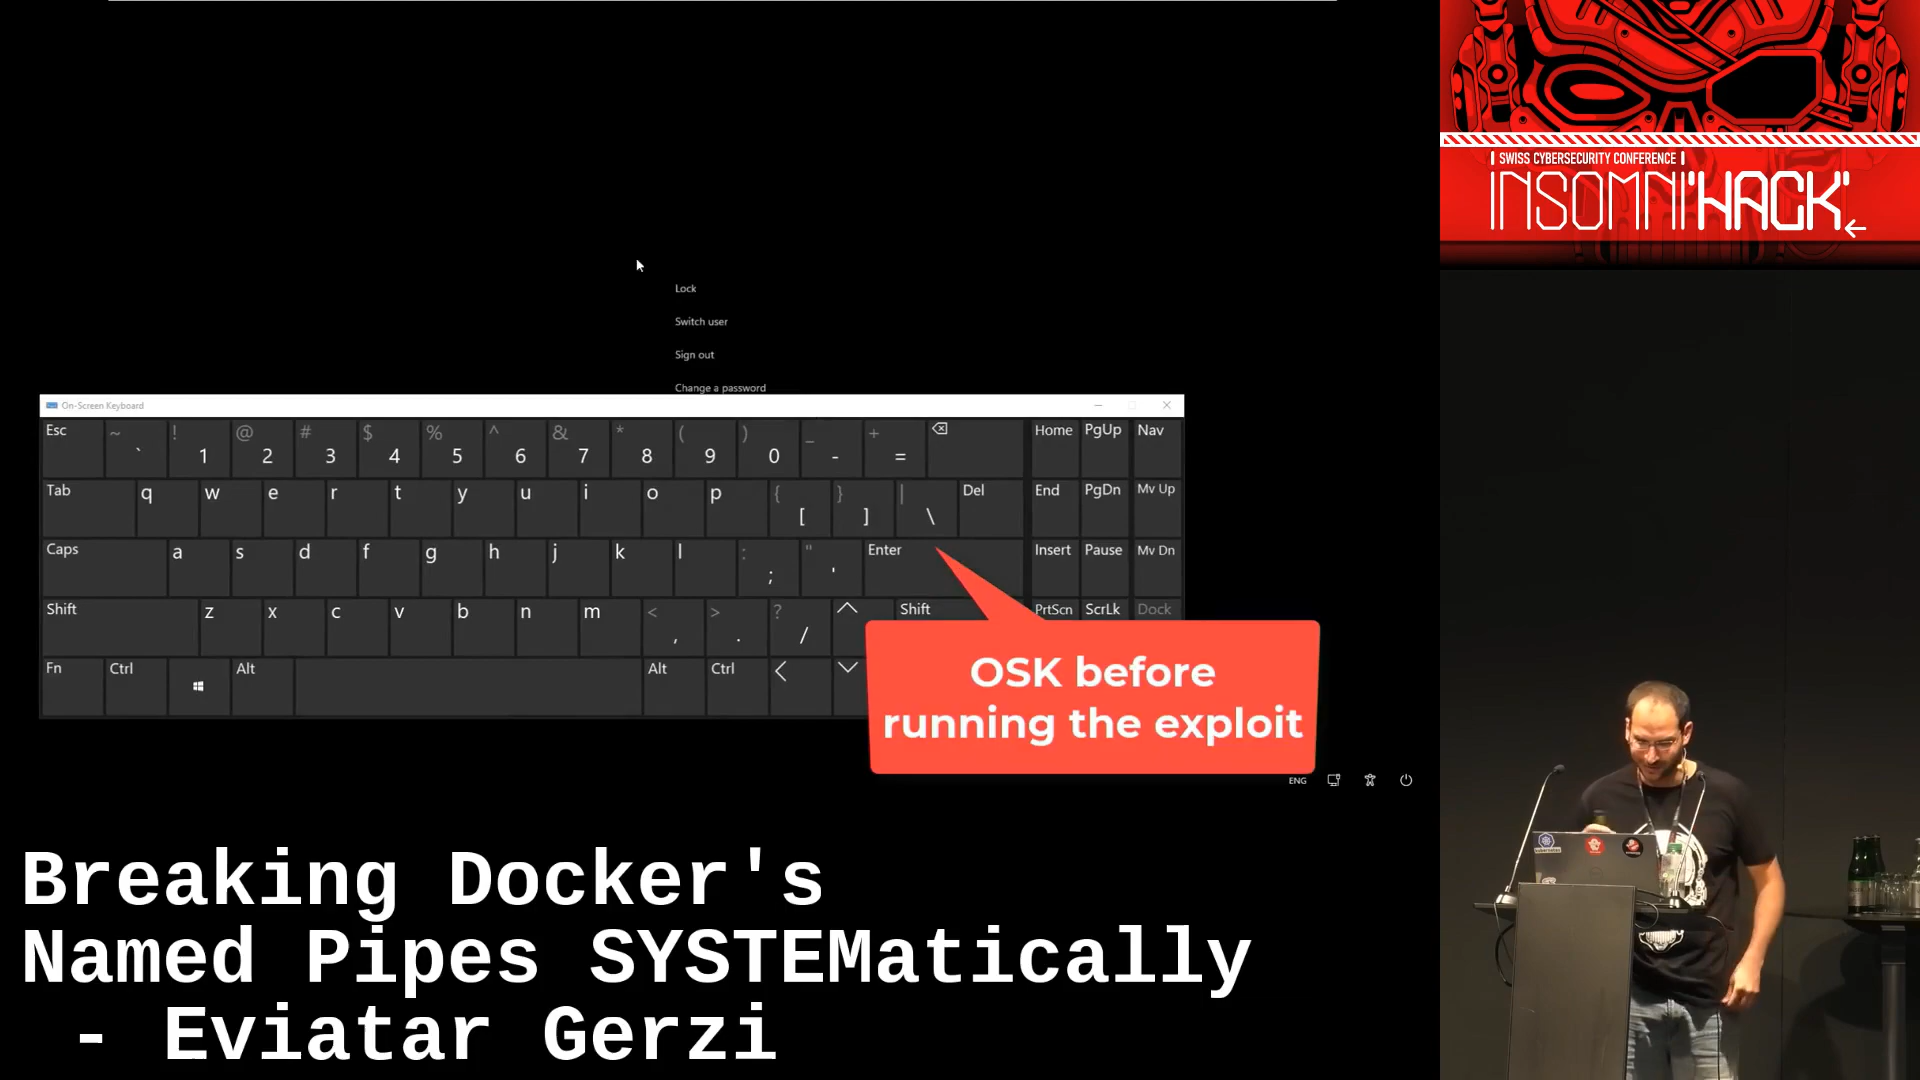 SWISS CYBERSECURITY CONFERENCE
INSOMNI'HACK
Lock
Switch user
Sign out
Change a password
On-Screen Keyboard
Esc ~ ` ! 1 @ 2 # 3 $ 4 % 5 ^ 6 & 7 * 8 ( 9 ) 0 _ - + = Home PgUp Nav
Tab q w e r t y u i o p { [ } ] | \ Del End PgDn Mv Up
Caps a s d f g h j k l : ; " ' Enter Insert Pause Mv Dn
Shift z x c v b n m < , > . ? / Shift PrtScn ScrLk Dock
Fn Ctrl Alt Alt Ctrl
OSK before
running the exploit
ENG
Breaking Docker's
Named Pipes SYSTEMatically
- Eviatar Gerzi